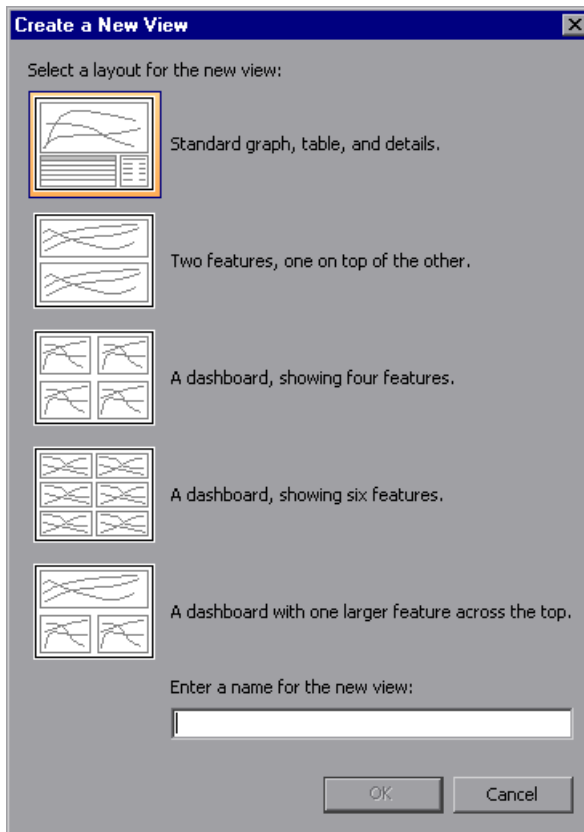 Create a New View
Select a layout for the new view:
Standard graph, table, and details.
Two features, one on top of the other.
A dashboard, showing four features.
A dashboard, showing six features.
A dashboard with one larger feature across the top.
Enter a name for the new view:
OK
Cancel